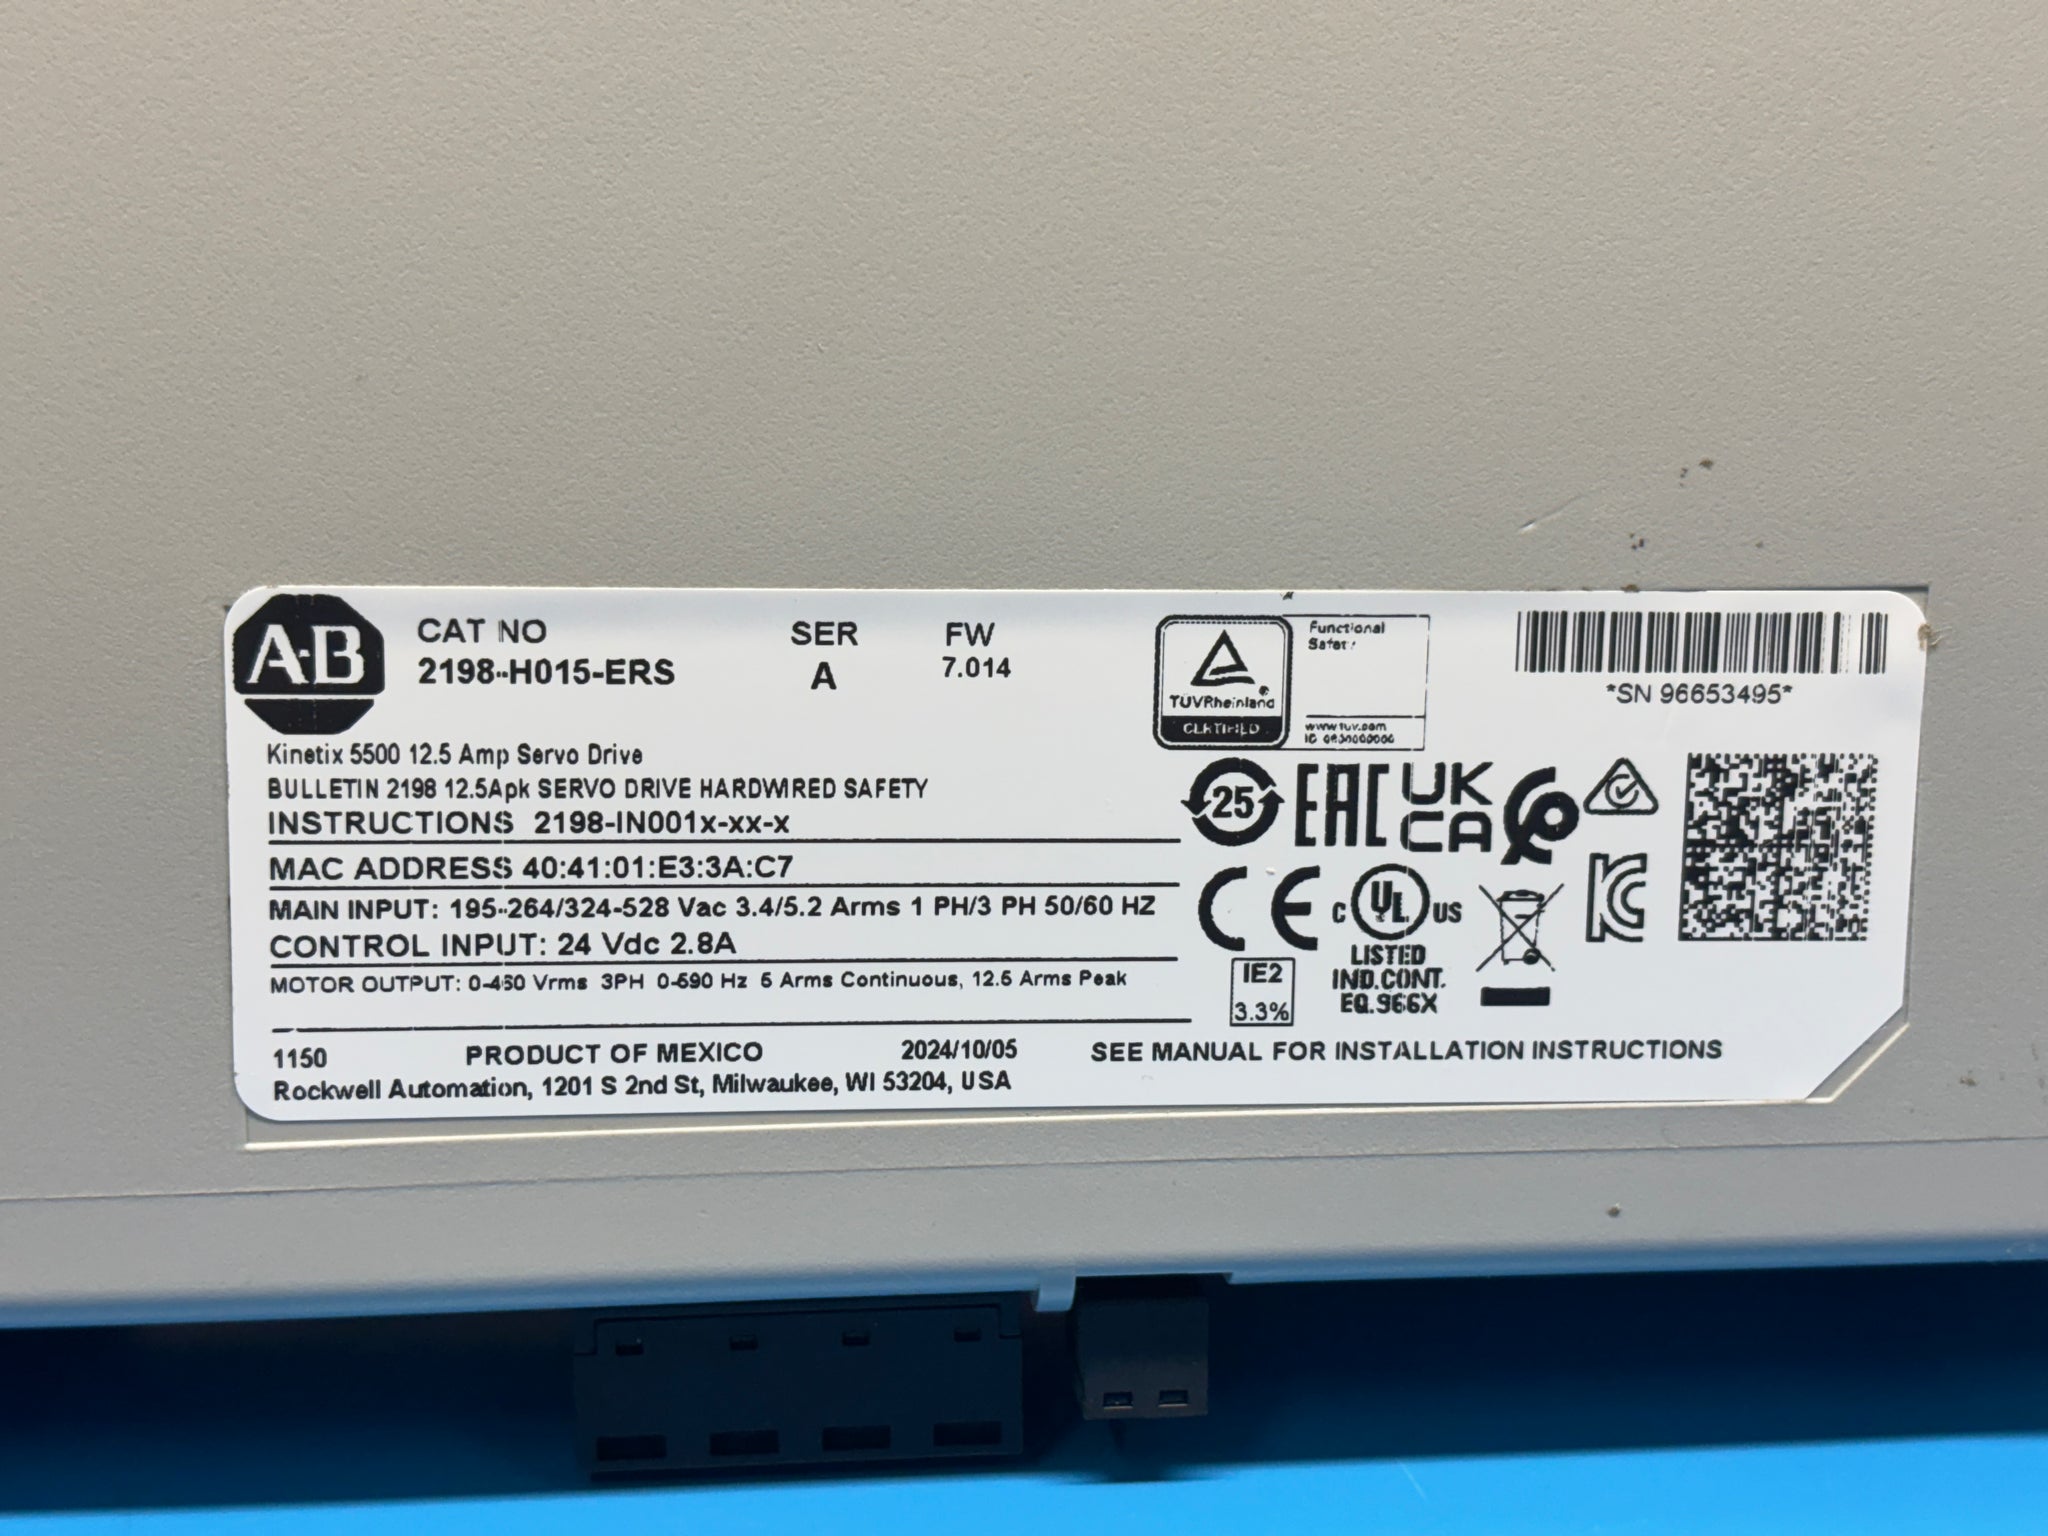 A-B
CAT NO
2198-H015-ERS
SER
A
FW
7.014
Kinetix 5500 12.5 Amp Servo Drive
BULLETIN 2198 12.5Apk SERVO DRIVE HARDWIRED SAFETY
INSTRUCTIONS 2198-IN001x-xx-x
MAC ADDRESS 40:41:01:E3:3A:C7
MAIN INPUT: 195-264/324-528 Vac 3.4/5.2 Arms 1 PH/3 PH 50/60 HZ
CONTROL INPUT: 24 Vdc 2.8A
MOTOR OUTPUT: 0-460 Vrms 3PH 0-590 Hz 5 Arms Continuous, 12.5 Arms Peak
1150
PRODUCT OF MEXICO
2024/10/05
SEE MANUAL FOR INSTALLATION INSTRUCTIONS
Rockwell Automation, 1201 S 2nd St, Milwaukee, WI 53204, USA
TÜVRheinland
CERTIFIED
Functional
Safety
www.tuv.com
ID
*SN 96653495*
25
EAC
UK
CA
CE
C UL US
LISTED
IND.CONT.
EQ.966X
IE2
3.3%